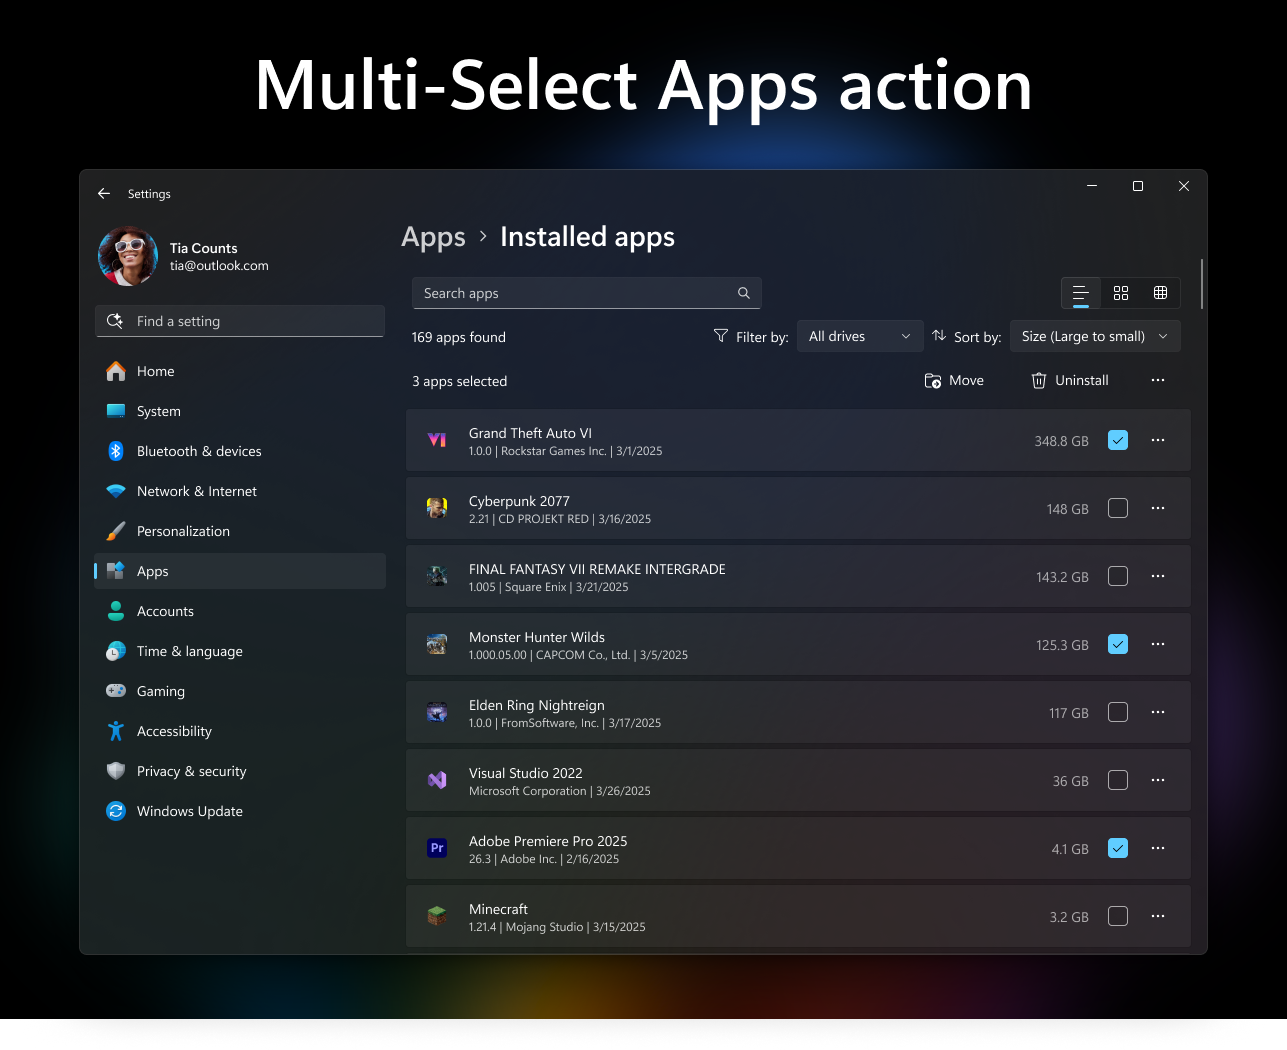 Multi-Select Apps action
Settings
Tia Counts
tia@outlook.com
Find a setting
Home
System
Bluetooth & devices
Network & Internet
Personalization
Apps
Accounts
Time & language
Gaming
Accessibility
Privacy & security
Windows Update
Apps > Installed apps
Search apps
169 apps found
Filter by: All drives
Sort by: Size (Large to small)
3 apps selected
Move
Uninstall
VI
Grand Theft Auto VI
1.0.0 | Rockstar Games Inc. | 3/1/2025
348.8 GB
Cyberpunk 2077
2.21 | CD PROJEKT RED | 3/16/2025
148 GB
FINAL FANTASY VII REMAKE INTERGRADE
1.005 | Square Enix | 3/21/2025
143.2 GB
Monster Hunter Wilds
1.000.05.00 | CAPCOM Co., Ltd. | 3/5/2025
125.3 GB
Elden Ring Nightreign
1.0.0 | FromSoftware, Inc. | 3/17/2025
117 GB
Visual Studio 2022
Microsoft Corporation | 3/26/2025
36 GB
Pr
Adobe Premiere Pro 2025
26.3 | Adobe Inc. | 2/16/2025
4.1 GB
Minecraft
1.21.4 | Mojang Studio | 3/15/2025
3.2 GB